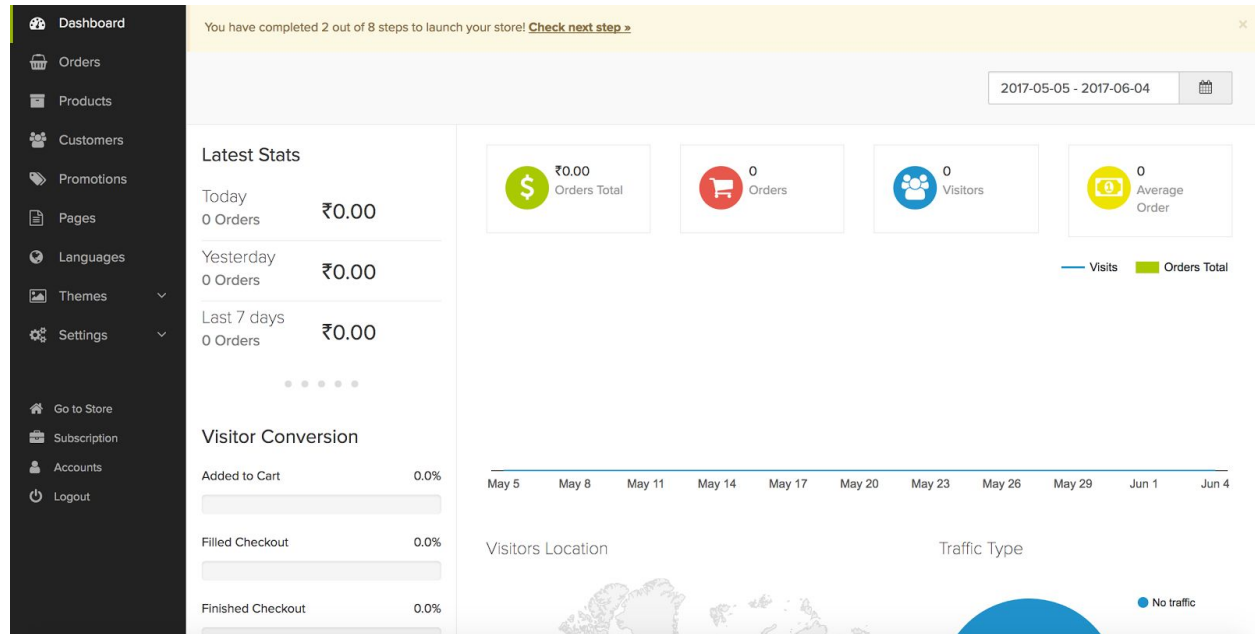 Dashboard
Orders
Products
Customers
Promotions
Pages
Languages
Themes
Settings
Go to Store
Subscription
Accounts
Logout
You have completed 2 out of 8 steps to launch your store! Check next step »
×
2017-05-05 - 2017-06-04
Latest Stats
Today
0 Orders
₹0.00
Yesterday
0 Orders
₹0.00
Last 7 days
0 Orders
₹0.00
Visitor Conversion
Added to Cart 0.0%
Filled Checkout 0.0%
Finished Checkout 0.0%
$
₹0.00
Orders Total
0
Orders
0
Visitors
1
0
Average
Order
Visits Orders Total
May 5 May 8 May 11 May 14 May 17 May 20 May 23 May 26 May 29 Jun 1 Jun 4
Visitors Location
Traffic Type
No traffic